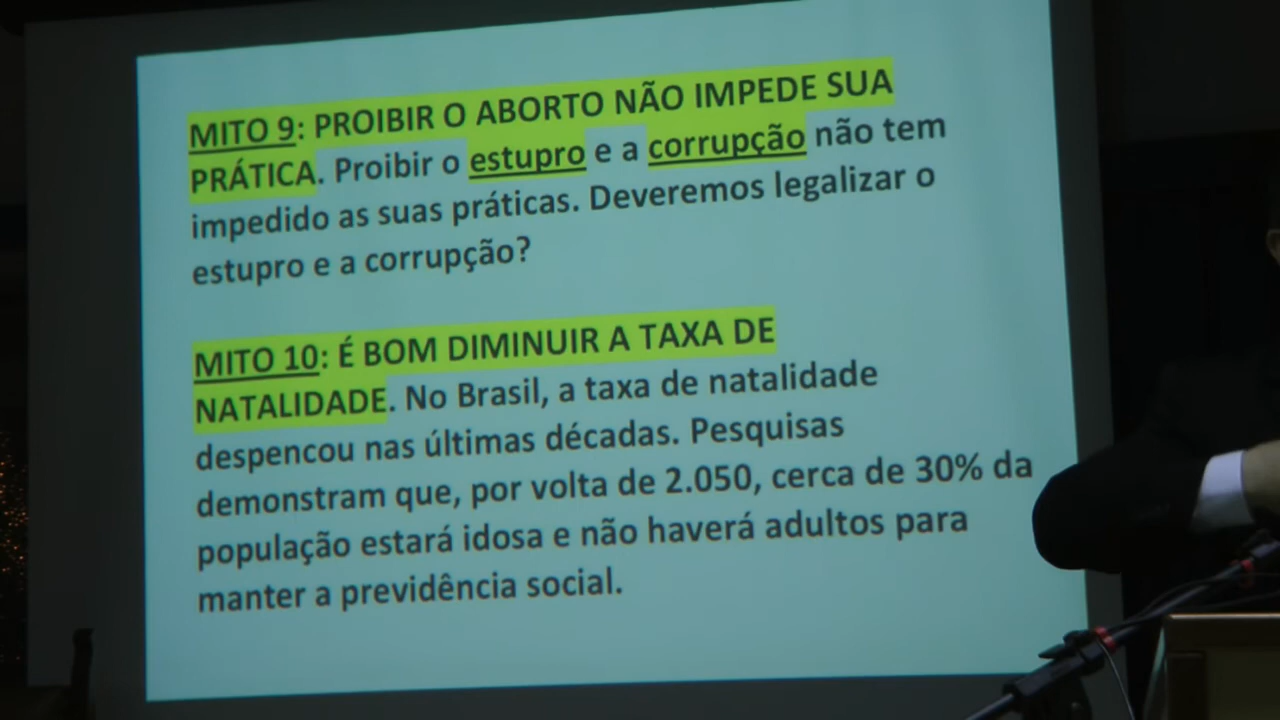 MITO 9: PROIBIR O ABORTO NÃO IMPEDE SUA
PRÁTICA. Proibir o estupro e a corrupção não tem
impedido as suas práticas. Deveremos legalizar o
estupro e a corrupção?
MITO 10: É BOM DIMINUIR A TAXA DE
NATALIDADE. No Brasil, a taxa de natalidade
despencou nas últimas décadas. Pesquisas
demonstram que, por volta de 2.050, cerca de 30% da
população estará idosa e não haverá adultos para
manter a previdência social.